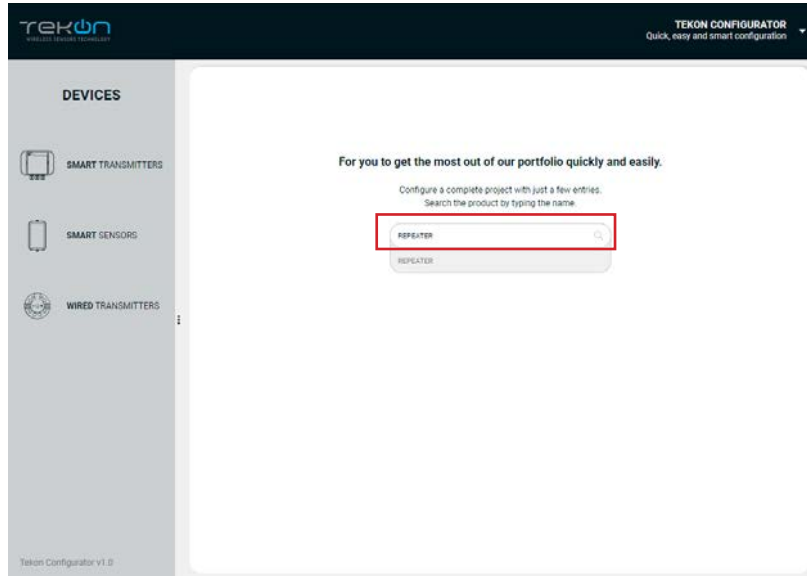 TEKON
WIRELESS SENSORS TECHNOLOGY
TEKON CONFIGURATOR
Quick, easy and smart configuration
DEVICES
SMART TRANSMITTERS
SMART SENSORS
WIRED TRANSMITTERS
For you to get the most out of our portfolio quickly and easily.
Configure a complete project with just a few entries.
Search the product by typing the name.
REPEATER
REPEATER
Tekon Configurator v1.0